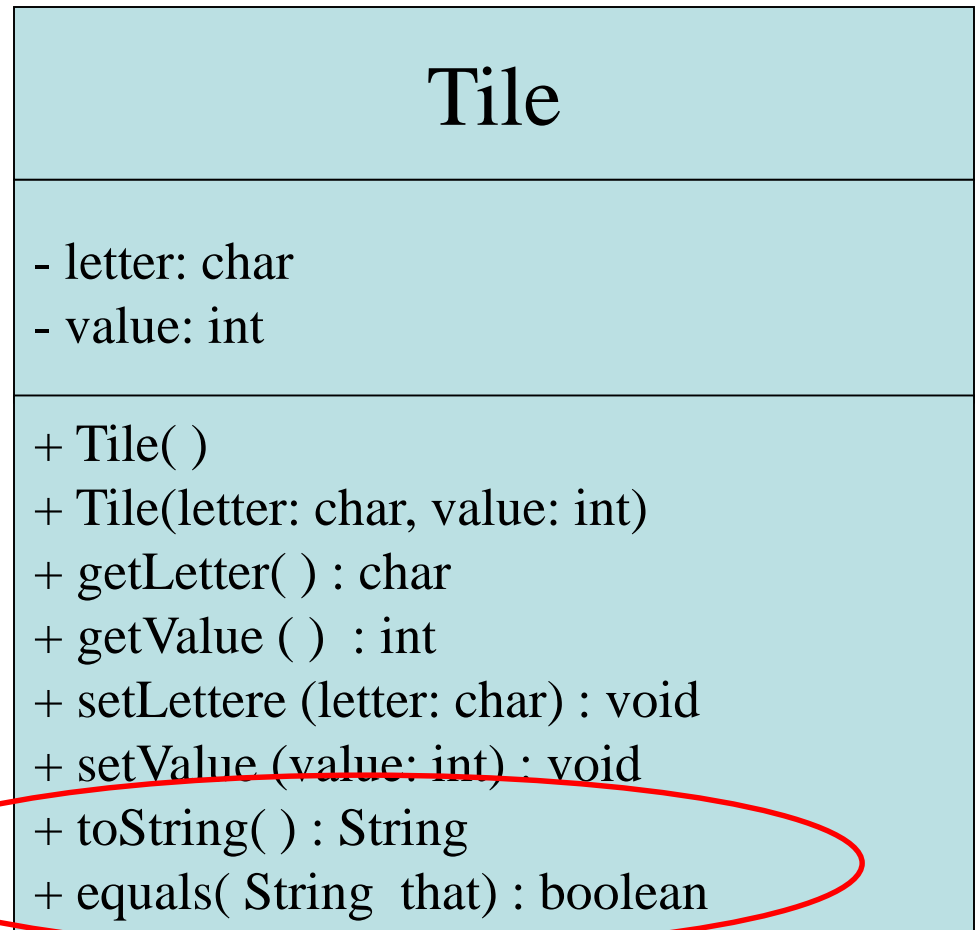 Tile
- letter: char
- value: int
+ Tile( )
+ Tile(letter: char, value: int)
+ getLetter( ) : char
+ getValue ( )  : int
+ setLettere (letter: char) : void
+ setValue (value: int) : void
+ toString( ) : String
+ equals( String  that) : boolean